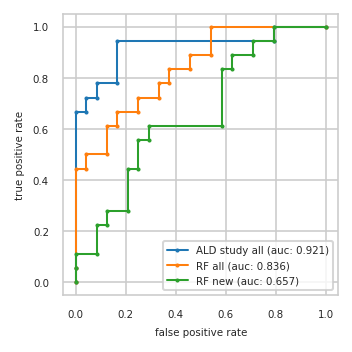 1.0
0.8
0.6
0.4
0.2
0.0
true positive rate
ALD study all (auc: 0.921)
RF all (auc: 0.836)
RF new (auc: 0.657)
0.0 0.2 0.4 0.6 0.8 1.0
false positive rate